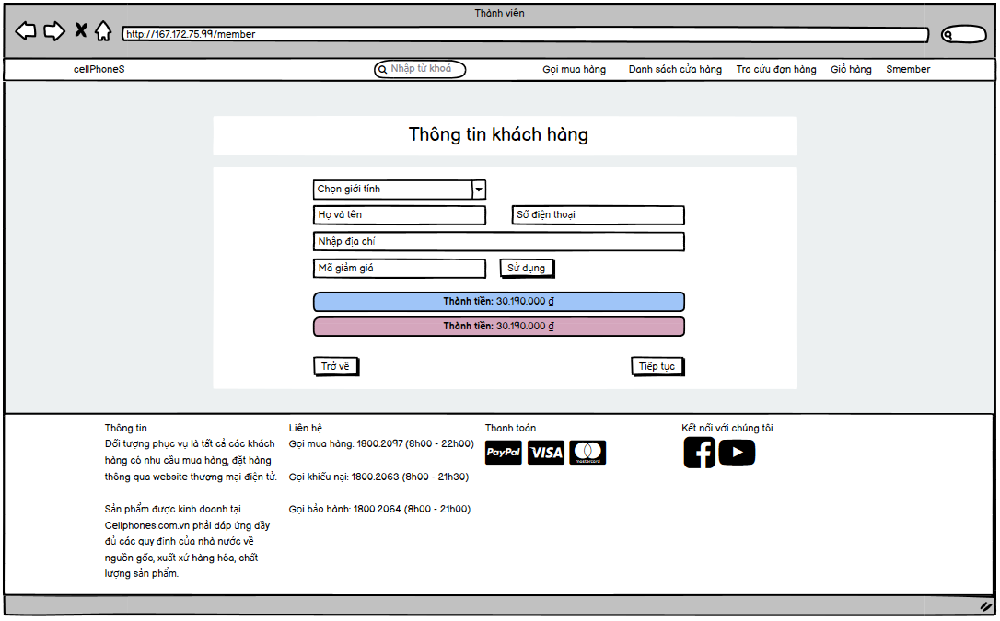 Thành viên
http://167.172.75.99/member
cellPhoneS
Nhập từ khoá
Gọi mua hàng
Danh sách cửa hàng
Tra cứu đơn hàng
Giỏ hàng
Smember
Thông tin khách hàng
Chọn giới tính
Họ và tên
Số điện thoại
Nhập địa chỉ
Mã giảm giá
Sử dụng
Thành tiền: 30.190.000 ₫
Thành tiền: 30.190.000 ₫
Trở về
Tiếp tục
Thông tin
Đối tượng phục vụ là tất cả các khách
hàng có nhu cầu mua hàng, đặt hàng
thông qua website thương mại điện tử.
Sản phẩm được kinh doanh tại
Cellphones.com.vn phải đáp ứng đầy
đủ các quy định của nhà nước về
nguồn gốc, xuất xứ hàng hóa, chất
lượng sản phẩm.
Liên hệ
Gọi mua hàng: 1800.2097 (8h00 - 22h00)
Gọi khiếu nại: 1800.2063 (8h00 - 21h30)
Gọi bảo hành: 1800.2064 (8h00 - 21h00)
Thanh toán
PayPal
VISA
mastercard
Kết nối với chúng tôi